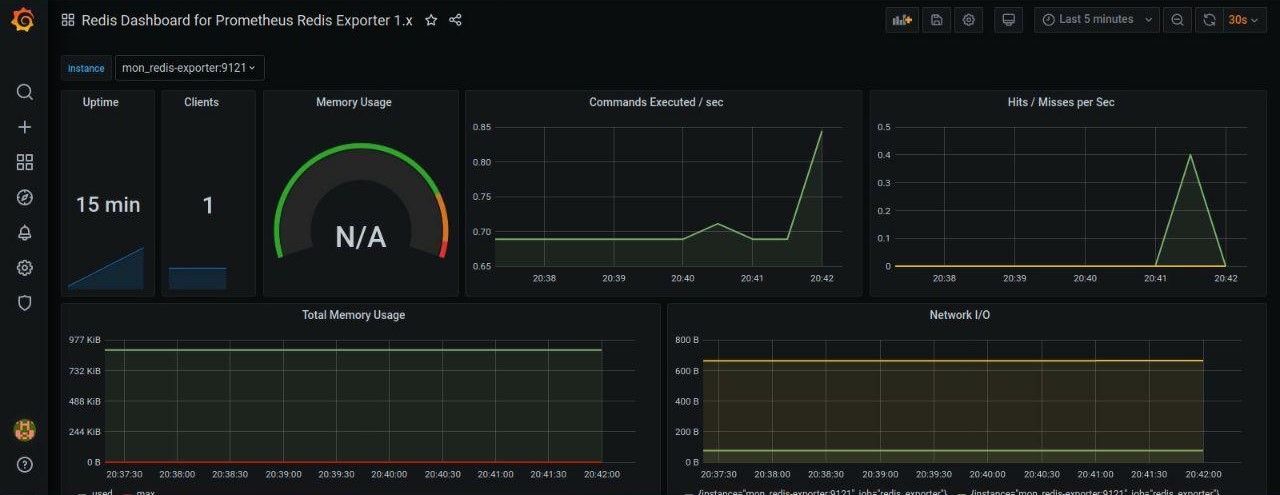 Redis Dashboard for Prometheus Redis Exporter 1.x
Last 5 minutes
30s
instance
mon_redis-exporter:9121
Uptime
15 min
Clients
1
Memory Usage
N/A
Commands Executed / sec
0.85
0.80
0.75
0.70
0.65
20:38 20:39 20:40 20:41 20:42
Hits / Misses per Sec
0.5
0.4
0.3
0.2
0.1
0
20:38 20:39 20:40 20:41 20:42
Total Memory Usage
977 KiB
732 KiB
488 KiB
244 KiB
0 B
20:37:30 20:38:00 20:38:30 20:39:00 20:39:30 20:40:00 20:40:30 20:41:00 20:41:30 20:42:00
used max
Network I/O
800 B
600 B
400 B
200 B
0 B
20:37:30 20:38:00 20:38:30 20:39:00 20:39:30 20:40:00 20:40:30 20:41:00 20:41:30 20:42:00
{instance="mon_redis-exporter:9121", job="redis_exporter"} {instance="mon_redis-exporter:9121", job="redis_exporter"}